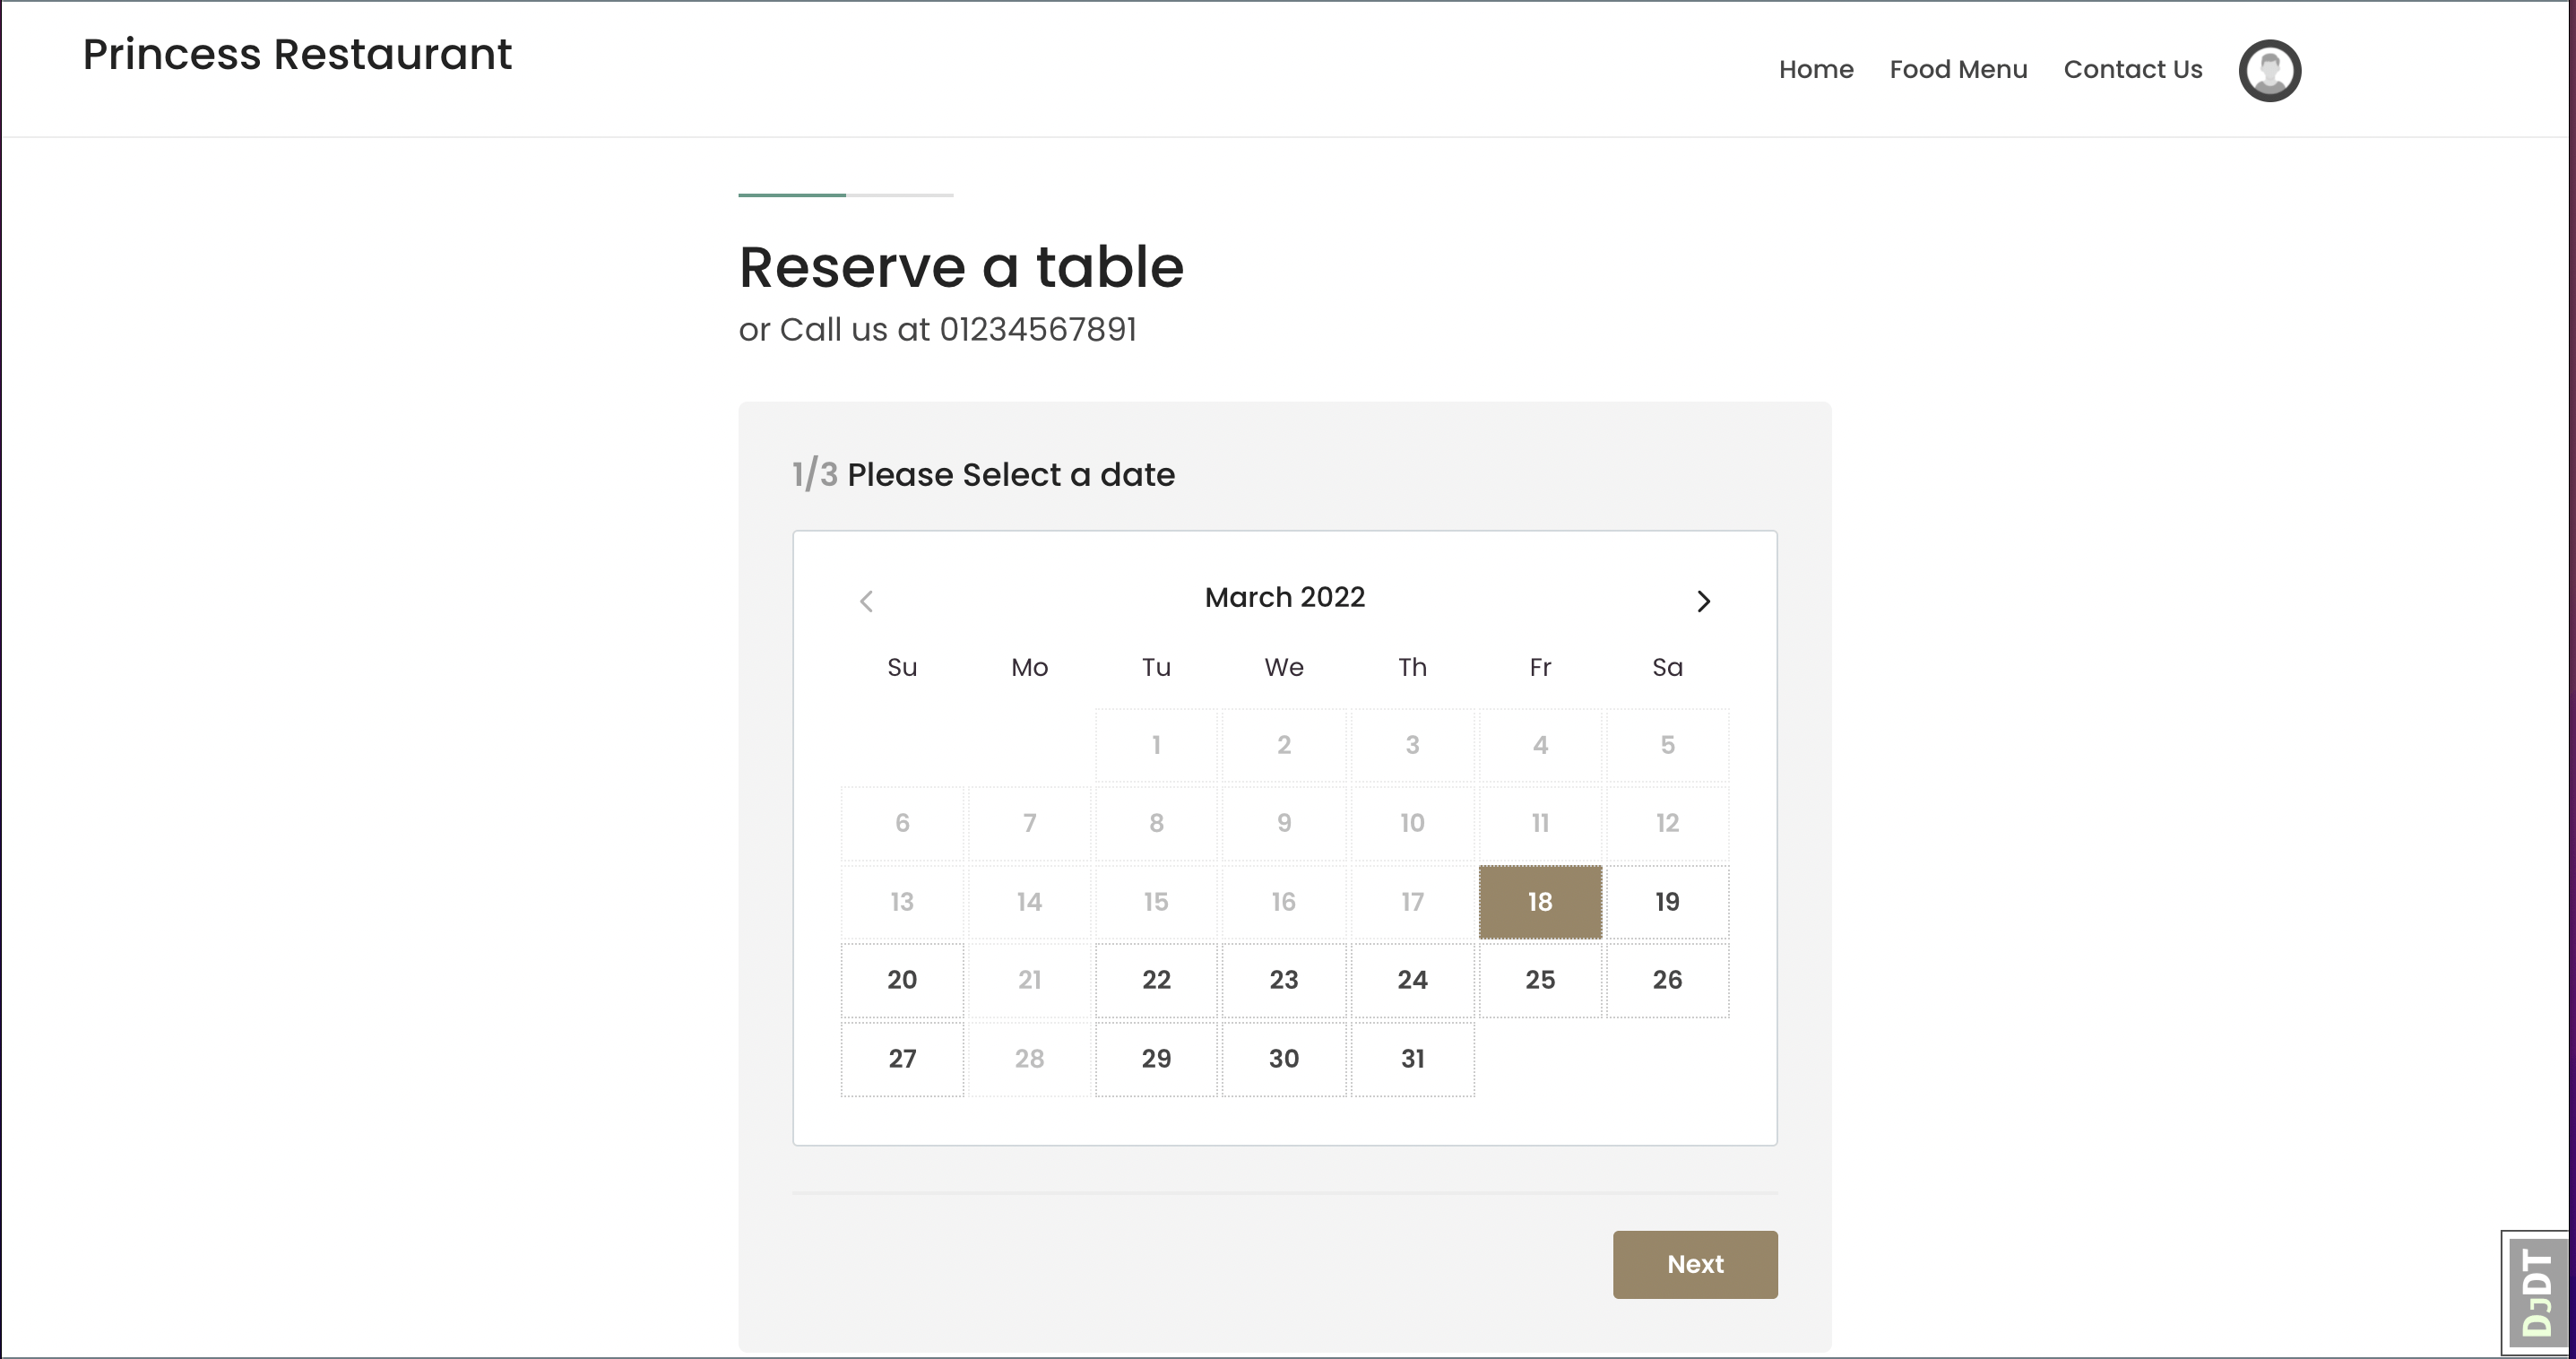 Princess Restaurant
Home Food Menu Contact Us
Reserve a table
or Call us at 01234567891
1/3 Please Select a date
March 2022
Su Mo Tu We Th Fr Sa
1 2 3 4 5
6 7 8 9 10 11 12
13 14 15 16 17 18 19
20 21 22 23 24 25 26
27 28 29 30 31
Next
DJDT